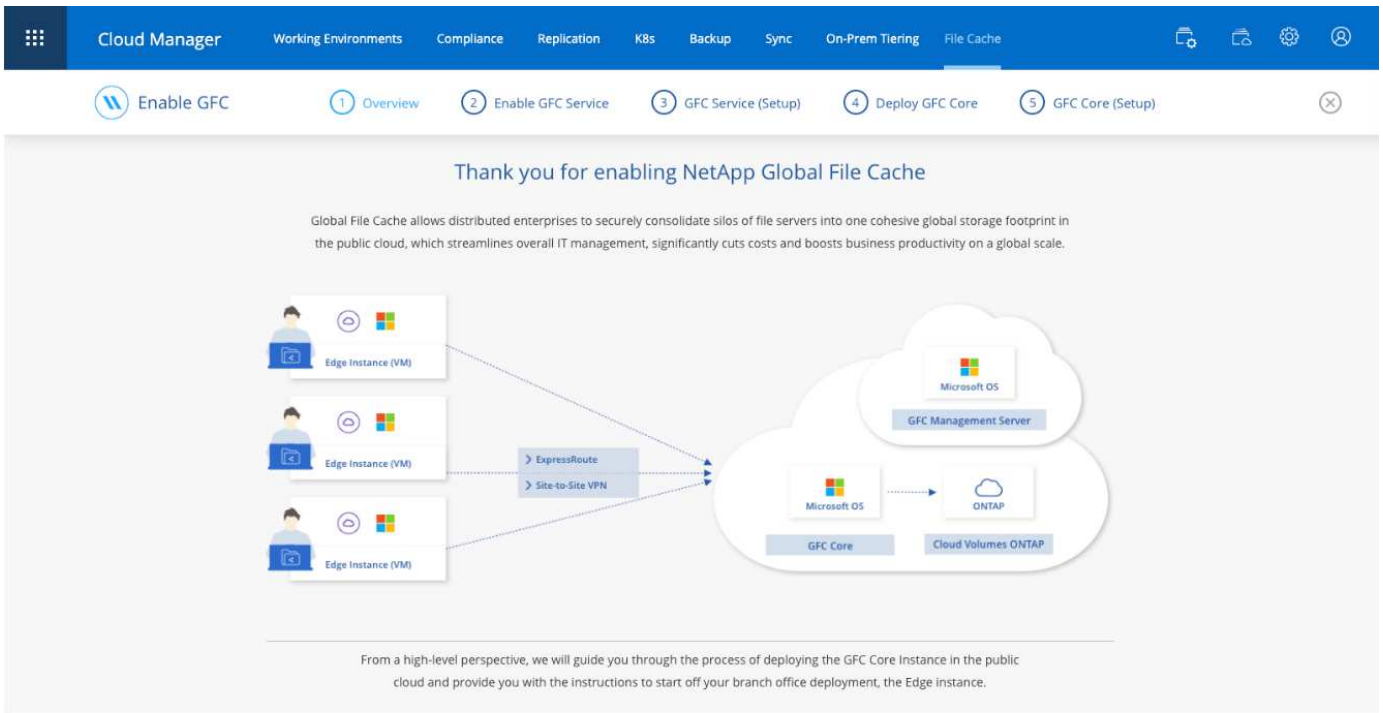 Cloud Manager
Working Environments
Compliance
Replication
K8s
Backup
Sync
On-Prem Tiering
File Cache
Enable GFC
1 Overview
2 Enable GFC Service
3 GFC Service (Setup)
4 Deploy GFC Core
5 GFC Core (Setup)
Thank you for enabling NetApp Global File Cache
Global File Cache allows distributed enterprises to securely consolidate silos of file servers into one cohesive global storage footprint in
the public cloud, which streamlines overall IT management, significantly cuts costs and boosts business productivity on a global scale.
Edge Instance (VM)
Edge Instance (VM)
Edge Instance (VM)
ExpressRoute
Site-to-Site VPN
Microsoft OS
GFC Management Server
Microsoft OS
GFC Core
ONTAP
Cloud Volumes ONTAP
From a high-level perspective, we will guide you through the process of deploying the GFC Core Instance in the public
cloud and provide you with the instructions to start off your branch office deployment, the Edge instance.